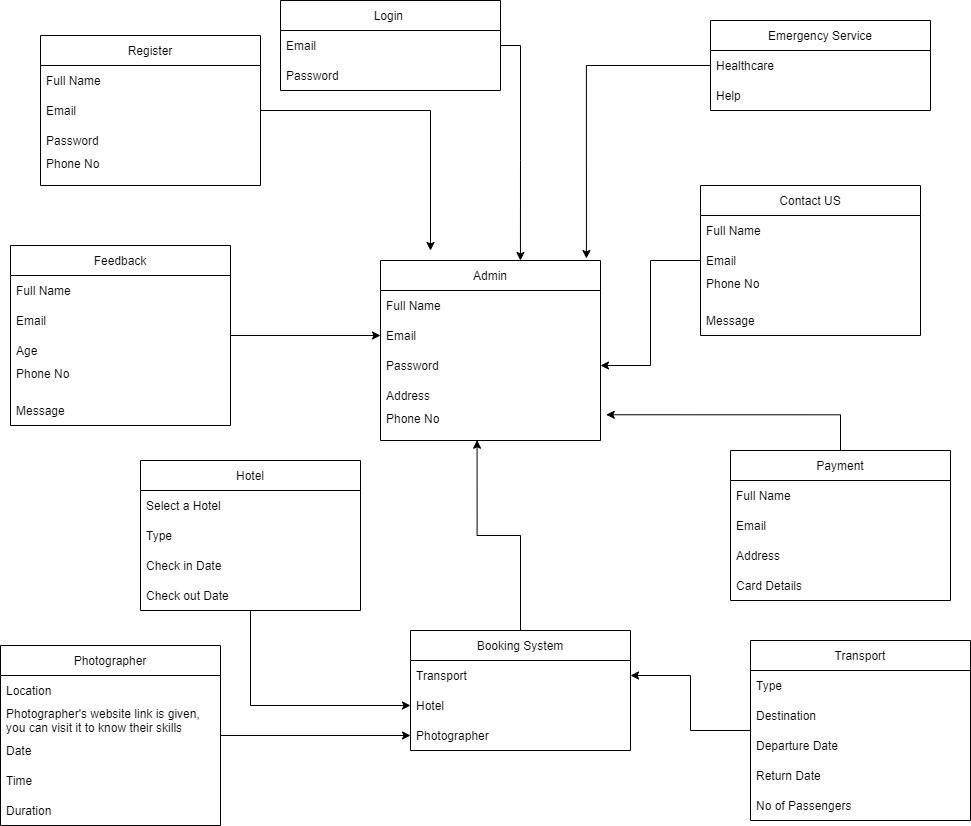 Login
Email
Password
Register
Full Name
Email
Password
Phone No
Emergency Service
Healthcare
Help
Contact US
Full Name
Email
Phone No
Message
Feedback
Full Name
Email
Age
Phone No
Message
Admin
Full Name
Email
Password
Address
Phone No
Payment
Full Name
Email
Address
Card Details
Hotel
Select a Hotel
Type
Check in Date
Check out Date
Booking System
Transport
Hotel
Photographer
Photographer
Location
Photographer's website link is given,
you can visit it to know their skills
Date
Time
Duration
Transport
Type
Destination
Departure Date
Return Date
No of Passengers